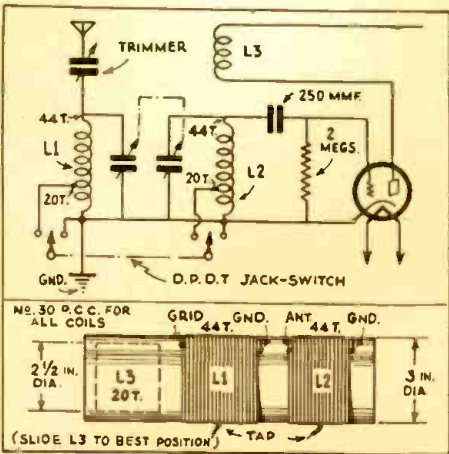 TRIMMER
L3
250 MMF.
44T.
44T.
L1
2
MEGS.
20T.
20T.
L2
GND.
D.P.D.T JACK-SWITCH
NO. 30 D.C.C. FOR
ALL COILS
GRID
GND.
ANT.
GND.
44T.
44T.
2 1/2 IN.
DIA.
L3
20T.
L1
L2
3 IN.
DIA.
(SLIDE L3 TO BEST POSITION)
TAP